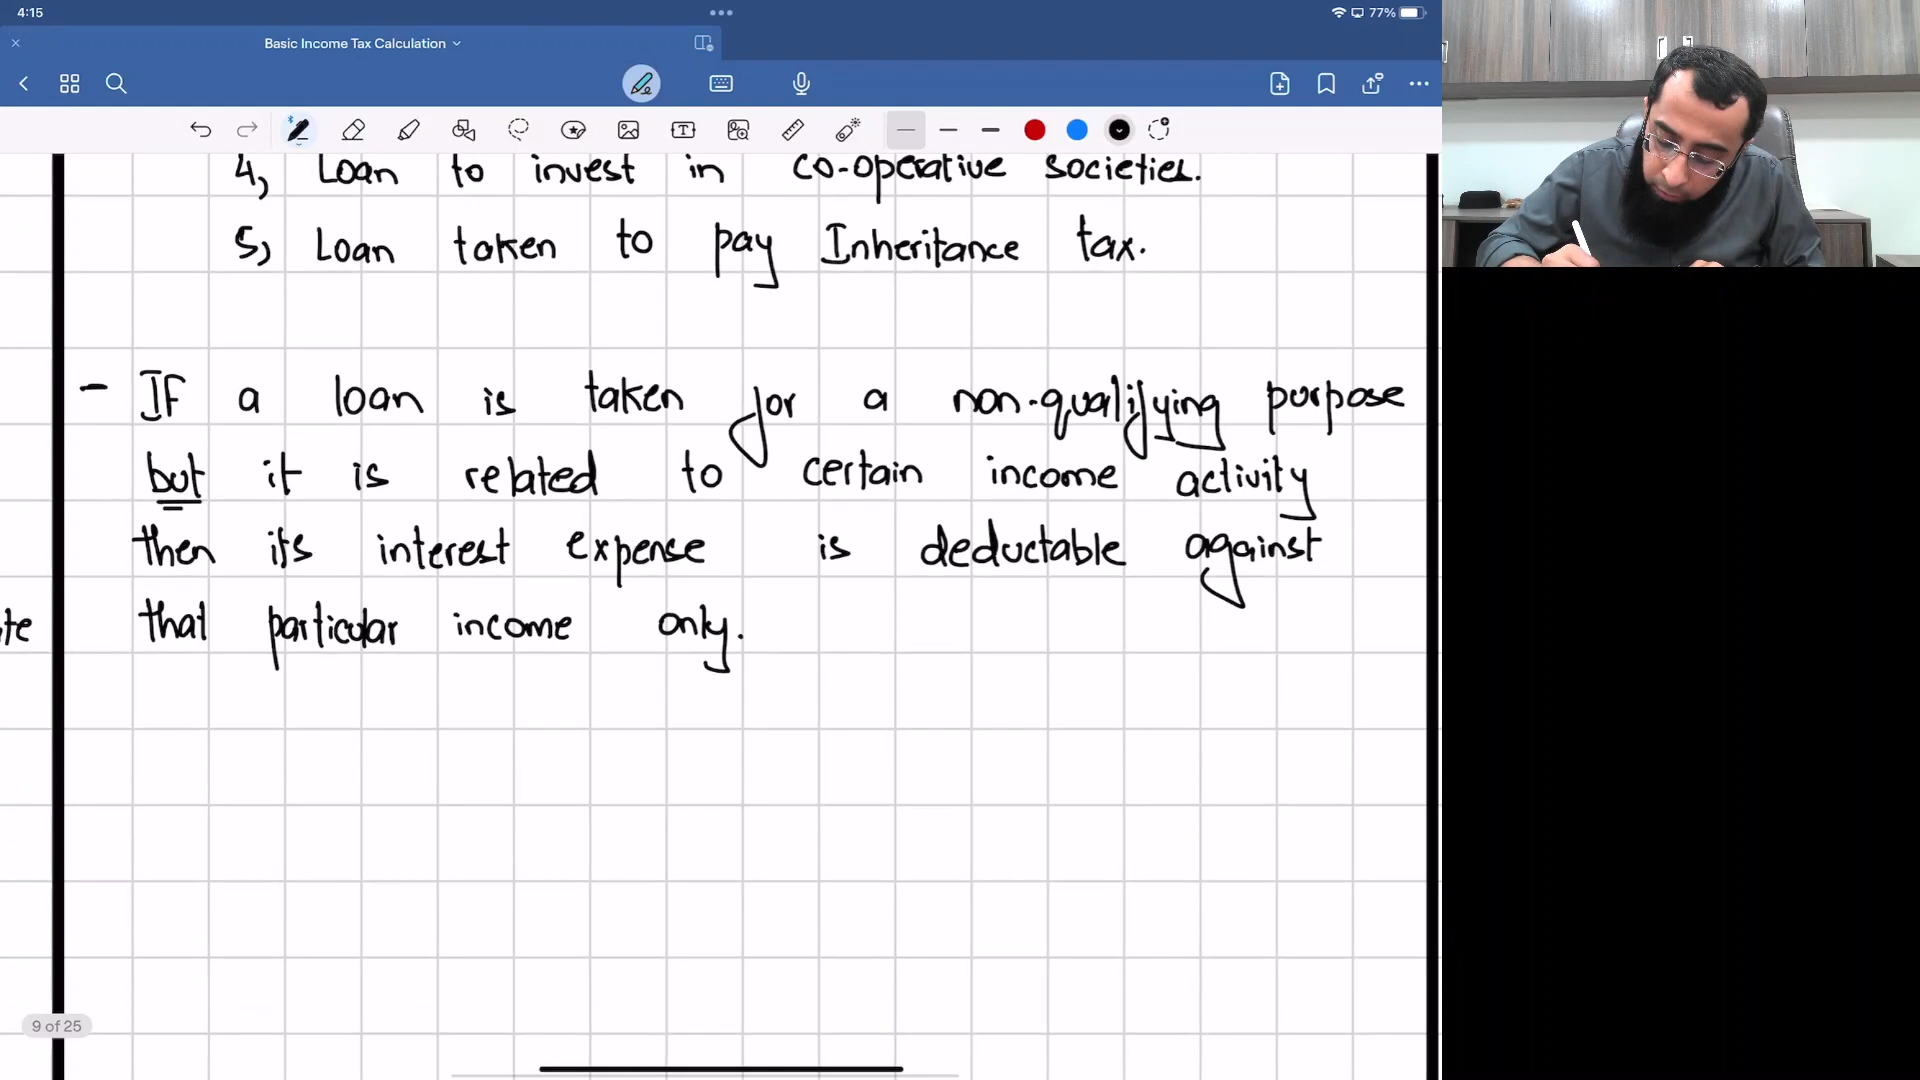 4:15
77%
Basic Income Tax Calculation
4, Loan to invest in co-operative societies.
5, Loan taken to pay Inheritance tax.
- IF a loan is taken for a non-qualifying purpose
but it is related to certain income activity
then its interest expense is deductable against
that particular income only.
te
9 of 25